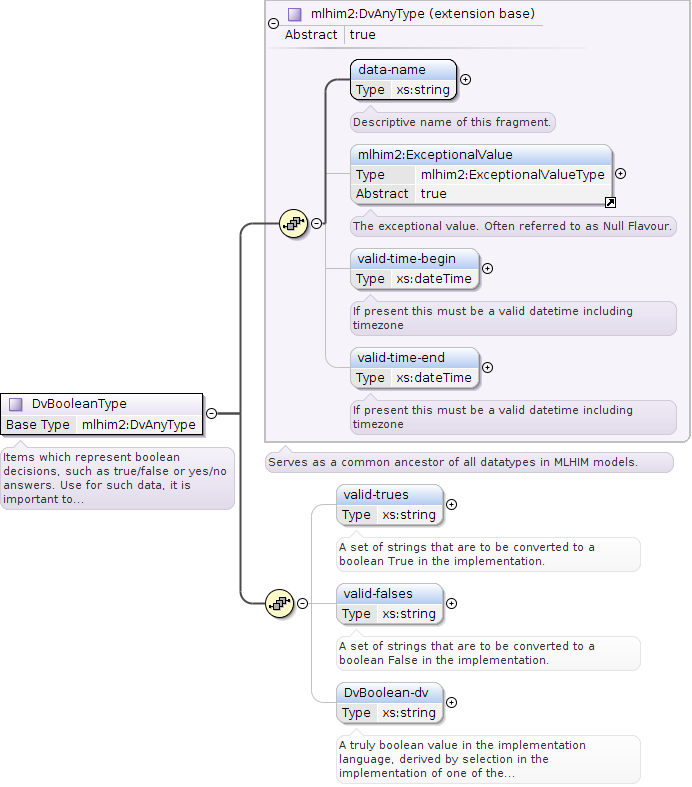 mlhim2:DvAnyType (extension base)
Abstract true
data-name
Type xs:string
Descriptive name of this fragment.
mlhim2:ExceptionalValue
Type mlhim2:ExceptionalValueType
Abstract true
The exceptional value. Often referred to as Null Flavour.
valid-time-begin
Type xs:dateTime
If present this must be a valid datetime including
timezone
valid-time-end
Type xs:dateTime
If present this must be a valid datetime including
timezone
DvBooleanType
Base Type mlhim2:DvAnyType
Items which represent boolean
decisions, such as true/false or yes/no
answers. Use for such data, it is
important to...
Serves as a common ancestor of all datatypes in MLHIM models.
valid-trues
Type xs:string
A set of strings that are to be converted to a
boolean True in the implementation.
valid-falses
Type xs:string
A set of strings that are to be converted to a
boolean False in the implementation.
DvBoolean-dv
Type xs:string
A truly boolean value in the implementation
language, derived by selection in the
implementation of one of the...